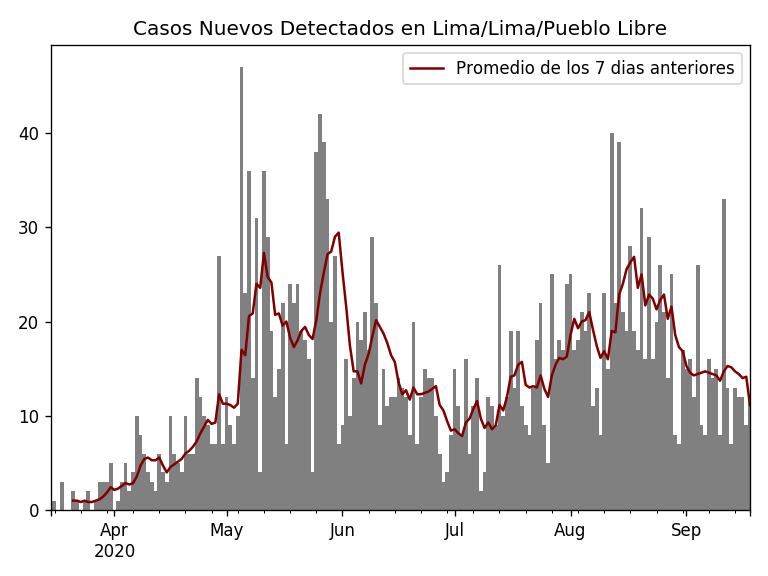 Casos Nuevos Detectados en Lima/Lima/Pueblo Libre
Promedio de los 7 dias anteriores
40
30
20
10
0
Apr May Jun Jul Aug Sep
2020